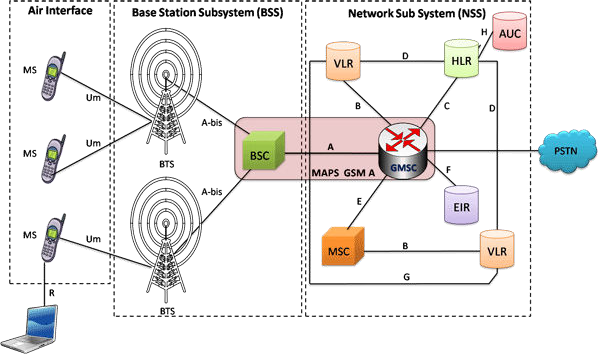 Air Interface
Base Station Subsystem (BSS)
Network Sub System (NSS)
H
AUC
MS
Um
VLR
D
HLR
B
C
D
A-bis
MS
Um
BTS
BSC
A
GMSC
PSTN
MAPS GSM A
F
A-bis
E
EIR
MS
Um
MSC
B
VLR
G
R
BTS